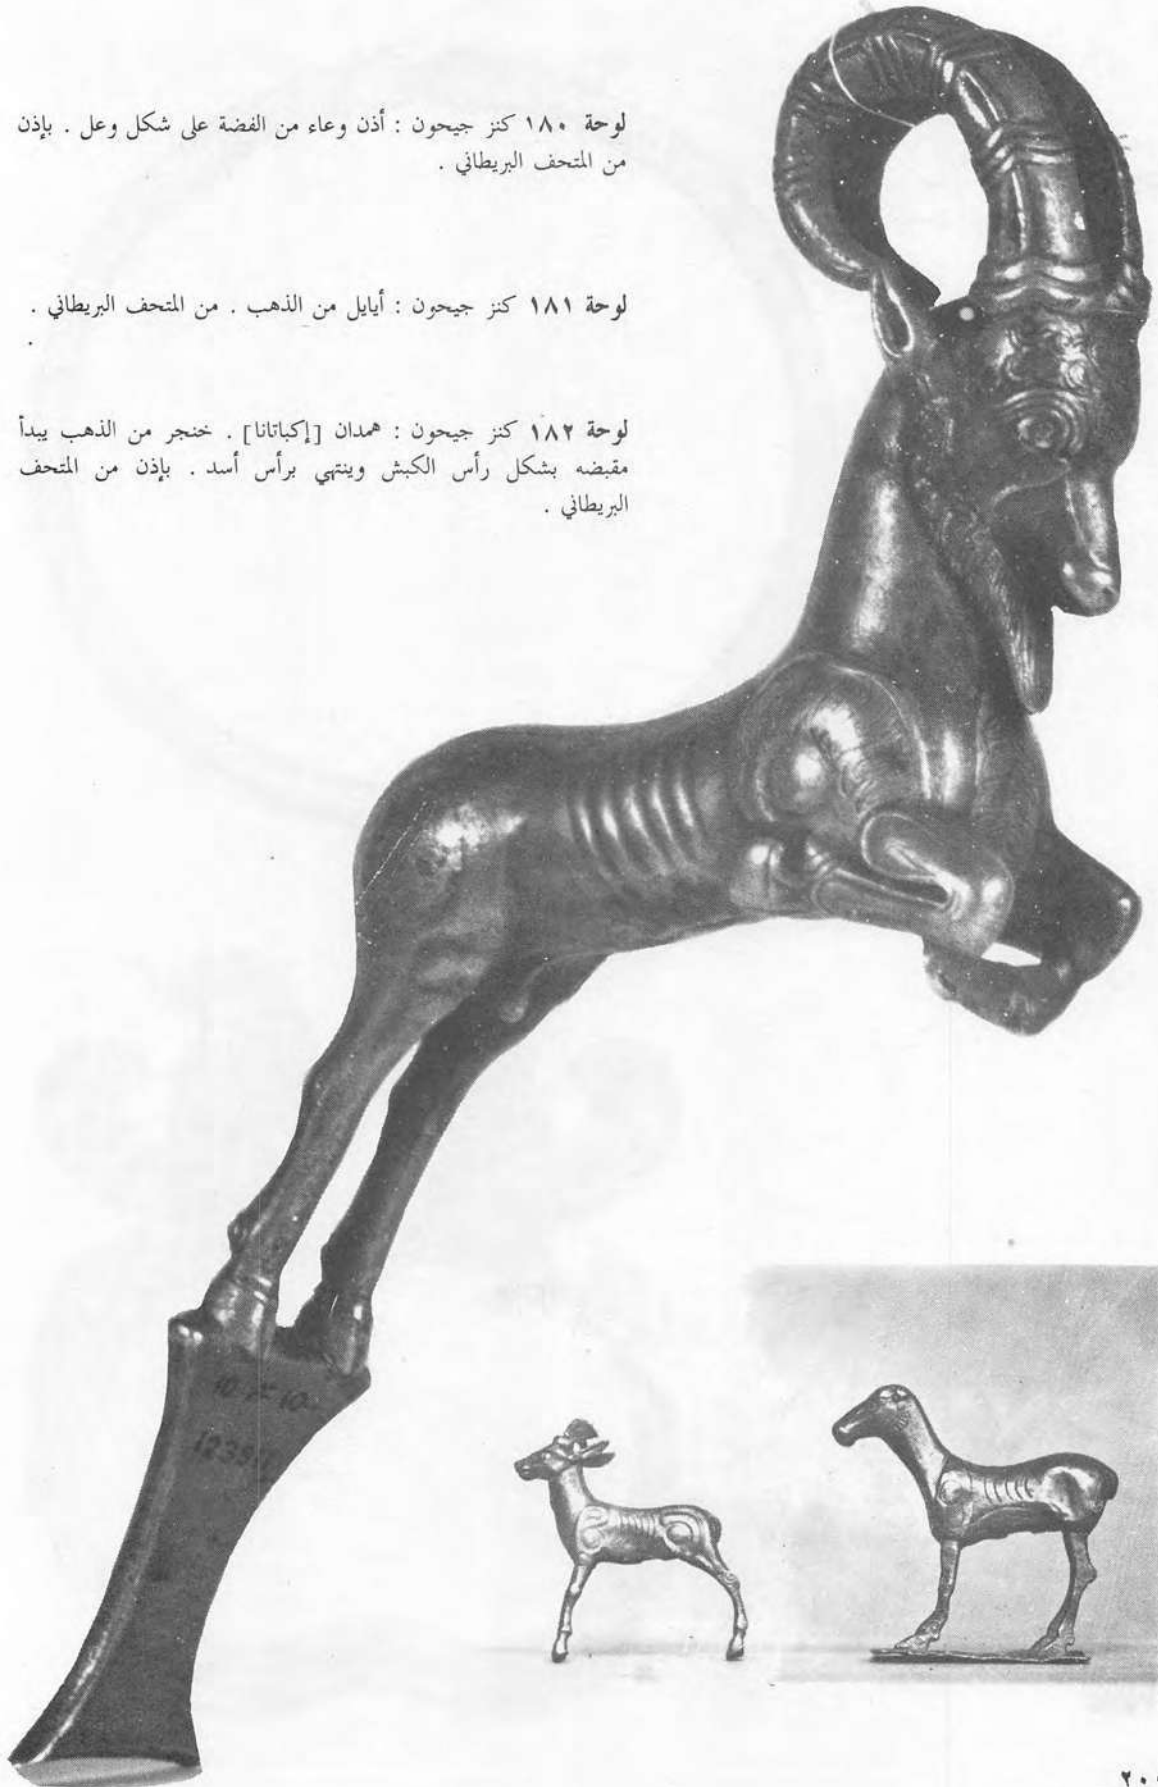 لوحة ١٨٠ كنز جيحون : أذن وعاء من الفضة على شكل وعل . بإذن
من المتحف البريطاني .
لوحة ١٨١ كنز جيحون : أيايل من الذهب . من المتحف البريطاني .
لوحة ١٨٢ كنز جيحون : همدان [إكباتانا] . خنجر من الذهب يبدأ
مقبضه بشكل رأس الكبش وينتهي برأس أسد . بإذن من المتحف
البريطاني .